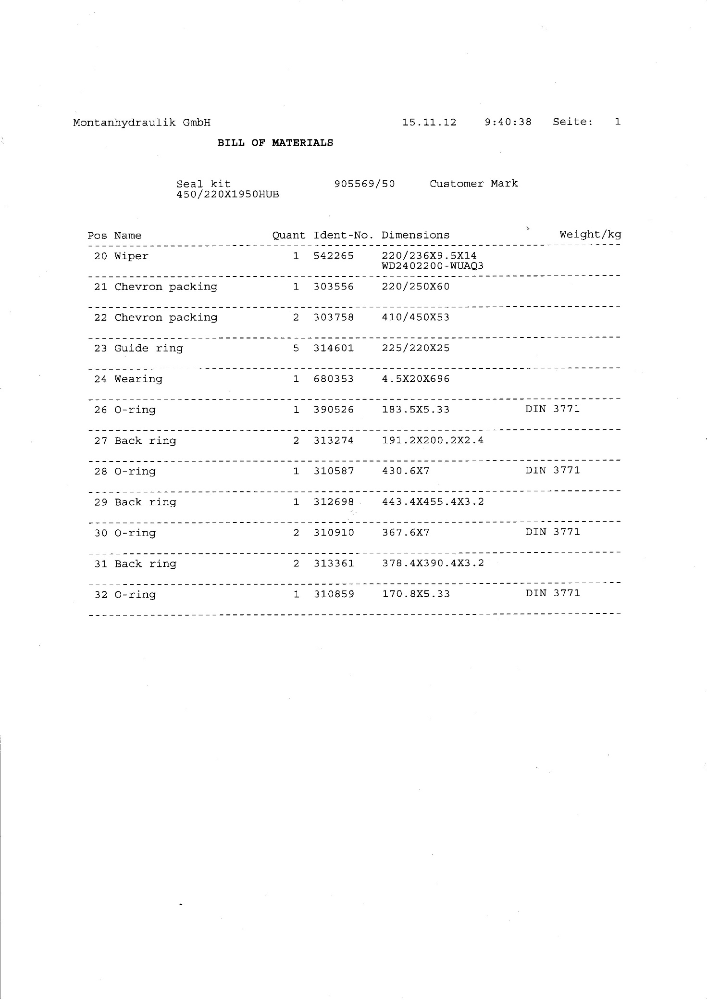 Montanhydraulik GmbH 15.11.12 9:40:38 Seite: 1
BILL OF MATERIALS
Seal kit 905569/50 Customer Mark
450/220X1950HUB
Pos Name Quant Ident-No. Dimensions Weight/kg
20 Wiper 1 542265 220/236X9.5X14
WD2402200-WUAQ3
21 Chevron packing 1 303556 220/250X60
22 Chevron packing 2 303758 410/450X53
23 Guide ring 5 314601 225/220X25
24 Wearing 1 680353 4.5X20X696
26 O-ring 1 390526 183.5X5.33 DIN 3771
27 Back ring 2 313274 191.2X200.2X2.4
28 O-ring 1 310587 430.6X7 DIN 3771
29 Back ring 1 312698 443.4X455.4X3.2
30 O-ring 2 310910 367.6X7 DIN 3771
31 Back ring 2 313361 378.4X390.4X3.2
32 O-ring 1 310859 170.8X5.33 DIN 3771